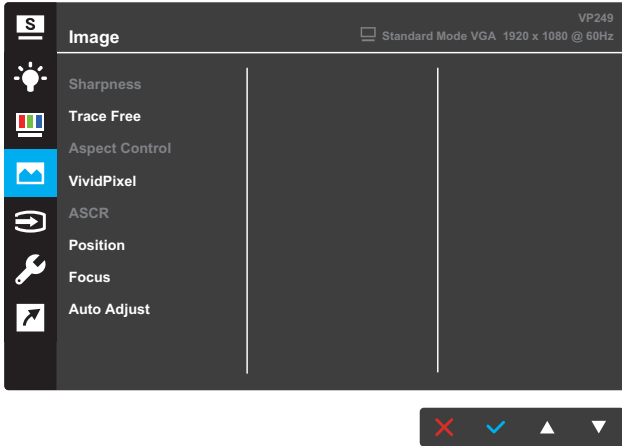 S
VP249
Image
Standard Mode VGA 1920 x 1080 @ 60Hz
Sharpness
Trace Free
Aspect Control
VividPixel
ASCR
Position
Focus
Auto Adjust